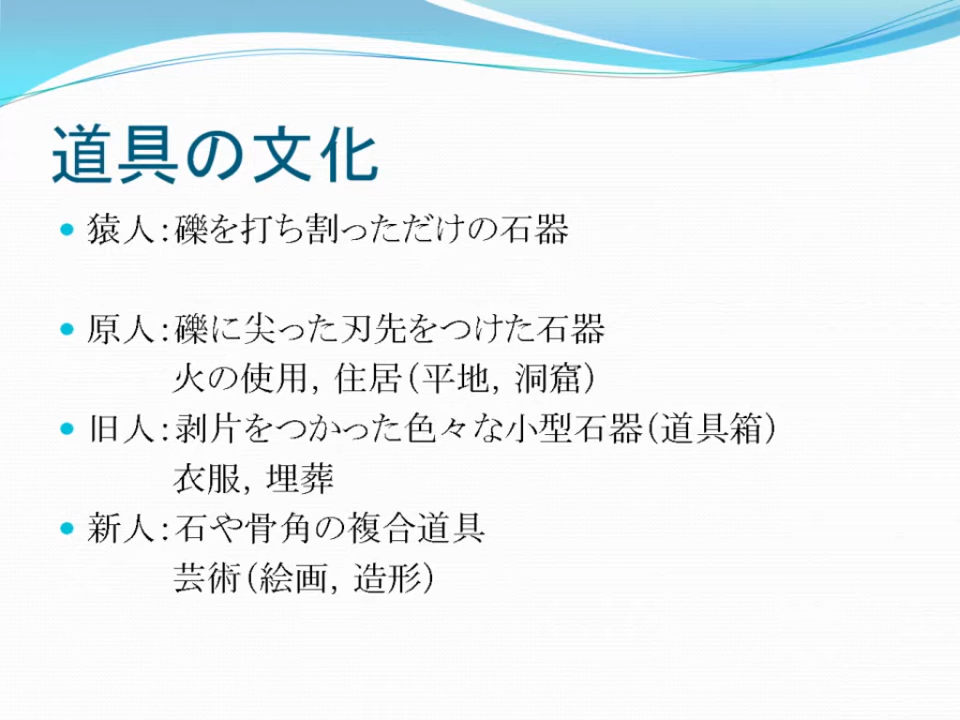 道具の文化
• 猿人：礫を打ち割っただけの石器
• 原人：礫に尖った刃先をつけた石器
火の使用，住居（平地，洞窟）
• 旧人：剥片をつかった色々な小型石器（道具箱）
衣服，埋葬
• 新人：石や骨角の複合道具
芸術（絵画，造形）